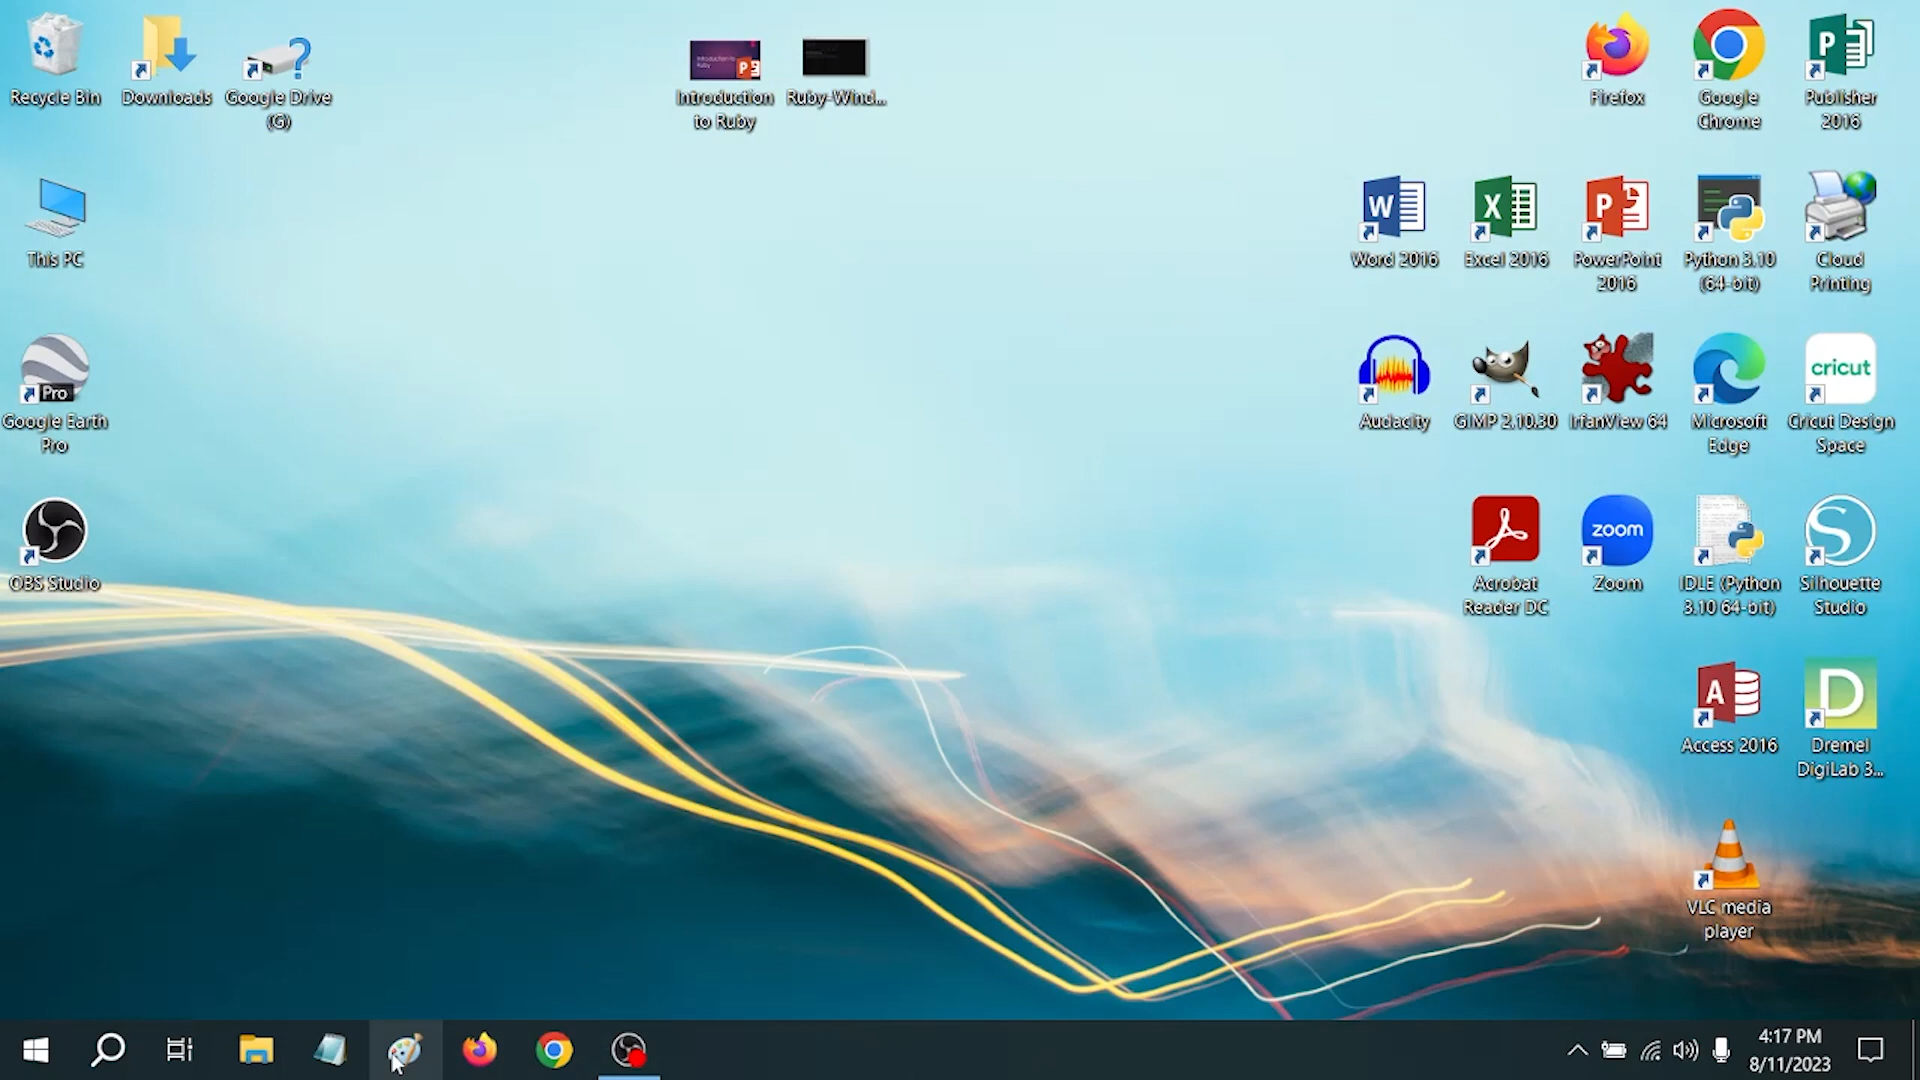 Recycle Bin
Downloads
Google Drive
(G)
Introduction
to Ruby
Ruby-Wind...
Firefox
Google
Chrome
Publisher
2016
This PC
Word 2016
Excel 2016
PowerPoint
2016
Python 3.10
(64-bit)
Cloud
Printing
Pro
Google Earth
Pro
Audacity
GIMP 2.10.30
IrfanView 64
Microsoft
Edge
cricut
Cricut Design
Space
OBS Studio
Acrobat
Reader DC
zoom
Zoom
IDLE (Python
3.10 64-bit)
Silhouette
Studio
Access 2016
Dremel
DigiLab 3...
VLC media
player
4:17 PM
8/11/2023